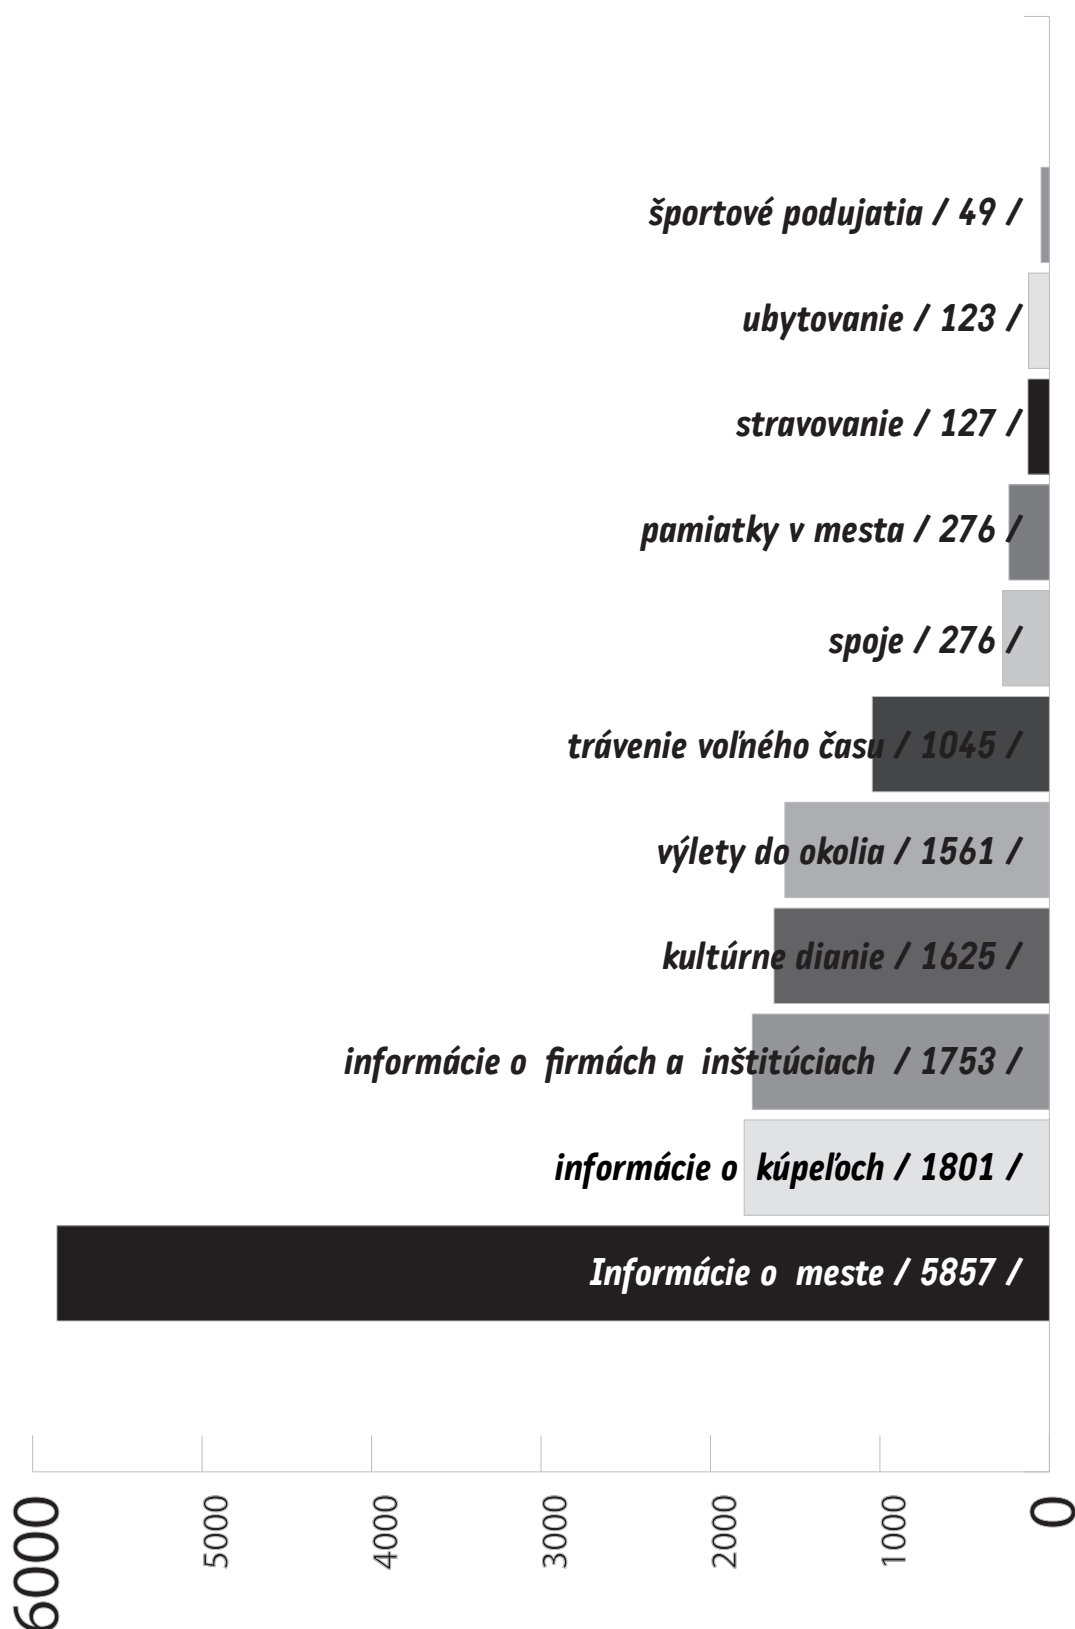 športové podujatia / 49 /
ubytovanie / 123 /
stravovanie / 127 /
pamiatky v mesta / 276 /
spoje / 276 /
trávenie voľného času / 1045 /
výlety do okolia / 1561 /
kultúrne dianie / 1625 /
informácie o firmách a inštitúciach / 1753 /
informácie o kúpeľoch / 1801 /
Informácie o meste / 5857 /
6000
5000
4000
3000
2000
1000
0